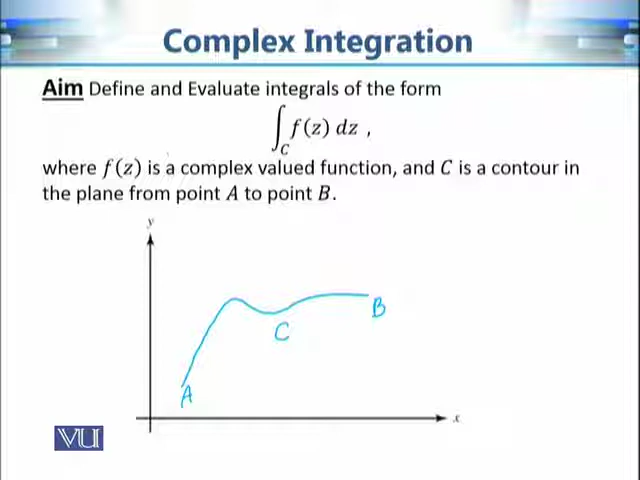 Complex Integration
Aim Define and Evaluate integrals of the form
∫_C f(z) dz ,
where f(z) is a complex valued function, and C is a contour in
the plane from point A to point B.
y
B
C
A
x
VU